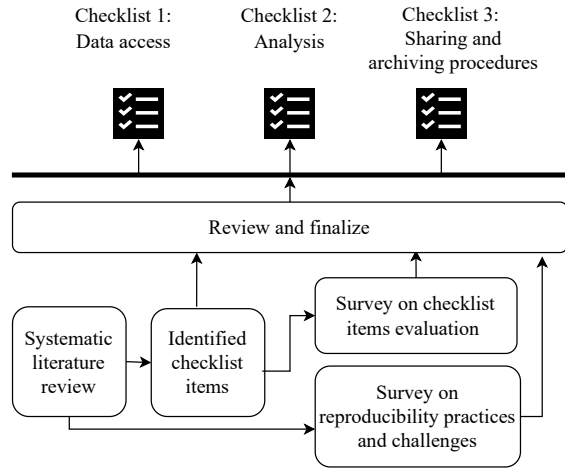 Checklist 1:
Data access
Checklist 2:
Analysis
Checklist 3:
Sharing and
archiving procedures
Review and finalize
Systematic
literature
review
Identified
checklist
items
Survey on checklist
items evaluation
Survey on
reproducibility practices
and challenges